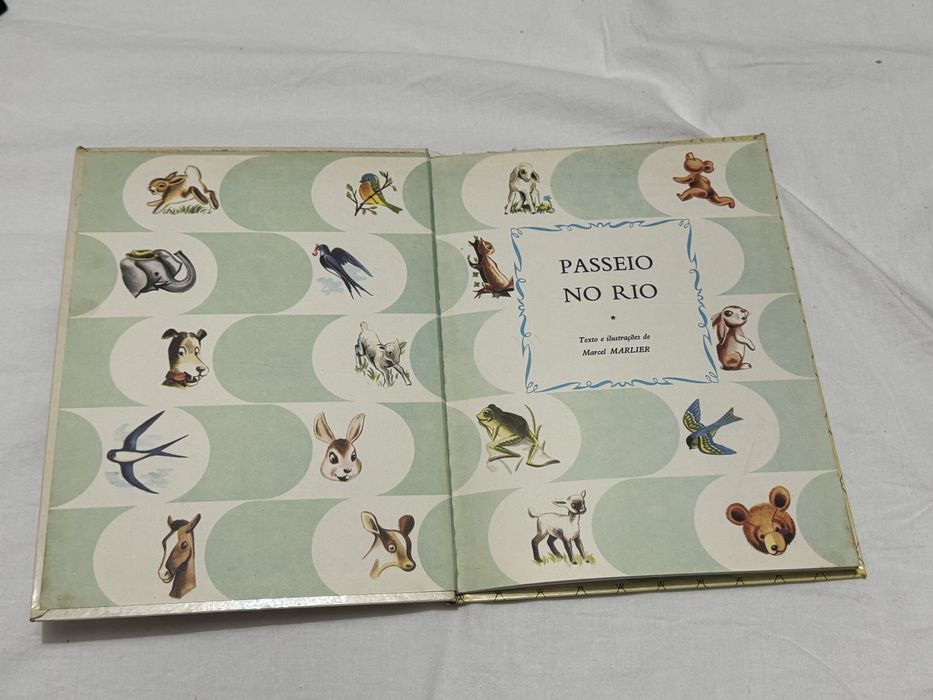 PASSEIO
NO RIO
★
Texto e ilustrações de
Marcel MARLIER